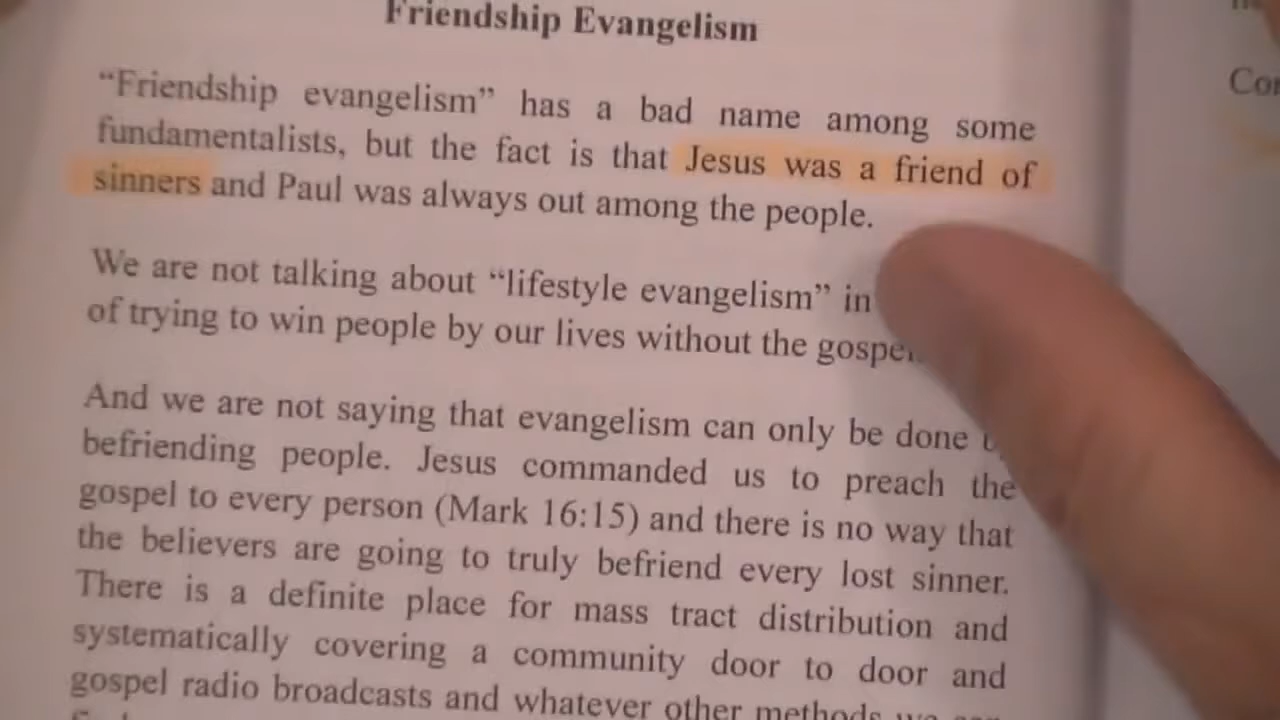 Friendship Evangelism
“Friendship evangelism” has a bad name among some
fundamentalists, but the fact is that Jesus was a friend of
sinners and Paul was always out among the people.
We are not talking about “lifestyle evangelism” in
of trying to win people by our lives without the gospel
And we are not saying that evangelism can only be done
befriending people. Jesus commanded us to preach the
gospel to every person (Mark 16:15) and there is no way that
the believers are going to truly befriend every lost sinner.
There is a definite place for mass tract distribution and
systematically covering a community door to door and
gospel radio broadcasts and whatever other methods we can